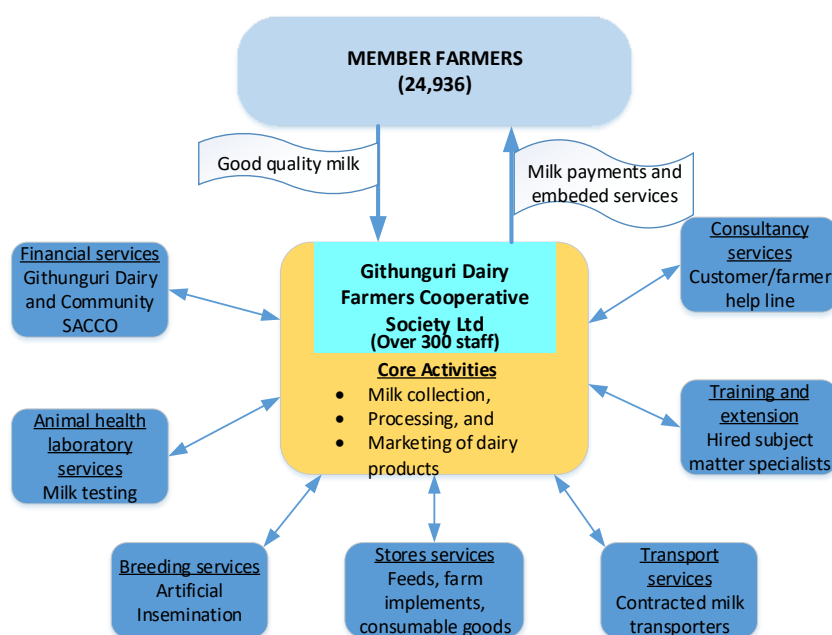 MEMBER FARMERS
(24,936)
Good quality milk
Milk payments and
embeded services
Financial services
Githunguri Dairy
and Community
SACCO
Githunguri Dairy
Farmers Cooperative
Society Ltd
(Over 300 staff)
Core Activities
• Milk collection,
• Processing, and
• Marketing of dairy
products
Consultancy
services
Customer/farmer
help line
Animal health
laboratory
services
Milk testing
Training and
extension
Hired subject
matter specialists
Breeding services
Artificial
Insemination
Stores services
Feeds, farm
implements,
consumable goods
Transport
services
Contracted milk
transporters